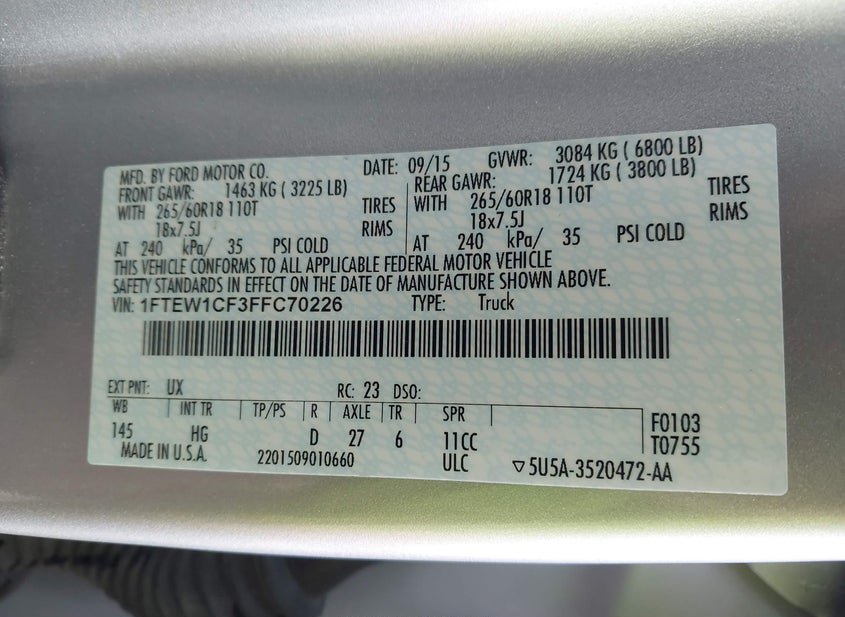 MFD. BY FORD MOTOR CO. DATE: 09/15 GVWR: 3084 KG ( 6800 LB)
FRONT GAWR: 1463 KG ( 3225 LB) REAR GAWR: 1724 KG ( 3800 LB)
WITH 265/60R18 110T TIRES WITH 265/60R18 110T TIRES
18x7.5J RIMS 18x7.5J RIMS
AT 240 kPa/ 35 PSI COLD AT 240 kPa/ 35 PSI COLD
THIS VEHICLE CONFORMS TO ALL APPLICABLE FEDERAL MOTOR VEHICLE
SAFETY STANDARDS IN EFFECT ON THE DATE OF MANUFACTURE SHOWN ABOVE.
VIN: 1FTEW1CF3FFC70226 TYPE: Truck
EXT PNT: UX RC: 23 DSO:
WB INT TR TP/PS R AXLE TR SPR F0103
145 HG D 27 6 11CC T0755
MADE IN U.S.A. 2201509010660 ULC ▽5U5A-3520472-AA